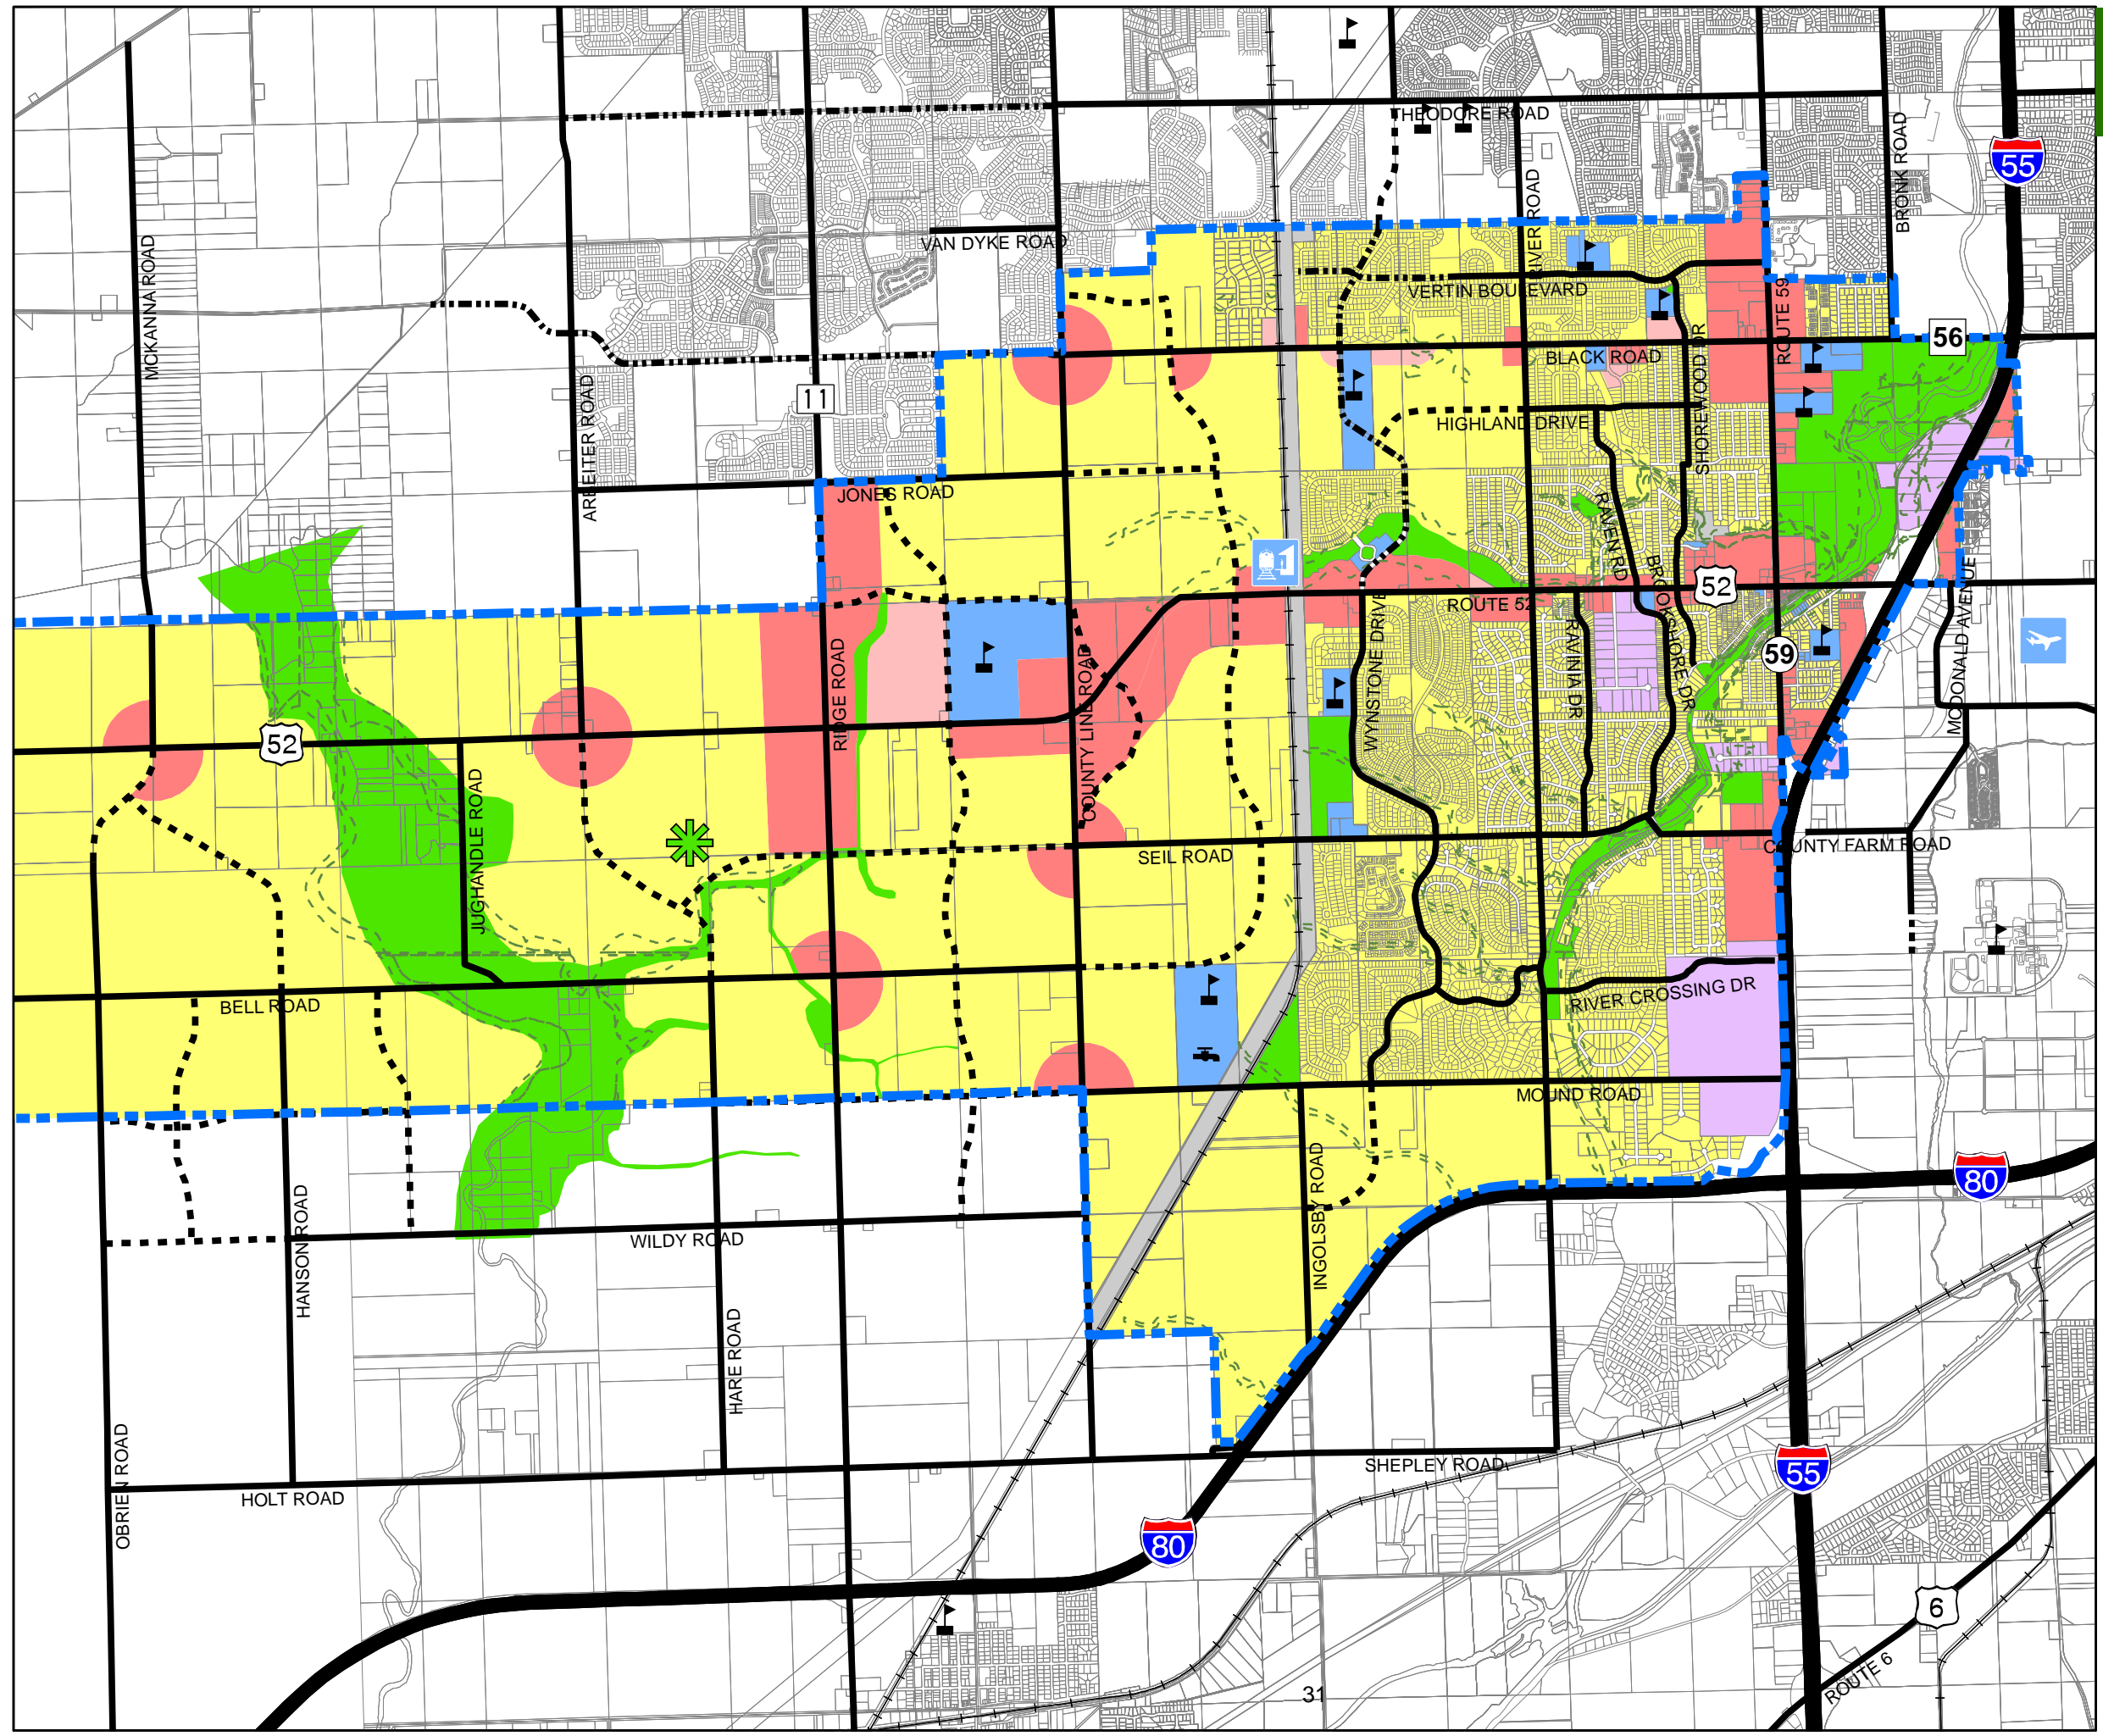 THEODORE ROAD
BRONK ROAD
55
RIVER ROAD
VAN DYKE ROAD
MCKANNA ROAD
VERTIN BOULEVARD
ROUTE 59
56
BLACK ROAD
SHOREWOOD DR
11
ARBEITER ROAD
HIGHLAND DRIVE
JONES ROAD
RAVEN RD
BROOKSHORE DR
52
ROUTE 52
MCDONALD AVENUE
WYNSTONE DRIVE
RAVINIA DR
59
RIDGE ROAD
COUNTY LINE ROAD
52
JUGHANDLE ROAD
SEIL ROAD
COUNTY FARM ROAD
BELL ROAD
RIVER CROSSING DR
MOUND ROAD
INGOLSBY ROAD
80
HANSON ROAD
WILDY ROAD
HARE ROAD
OBRIEN ROAD
HOLT ROAD
SHEPLEY ROAD
55
80
6
ROUTE 6
31